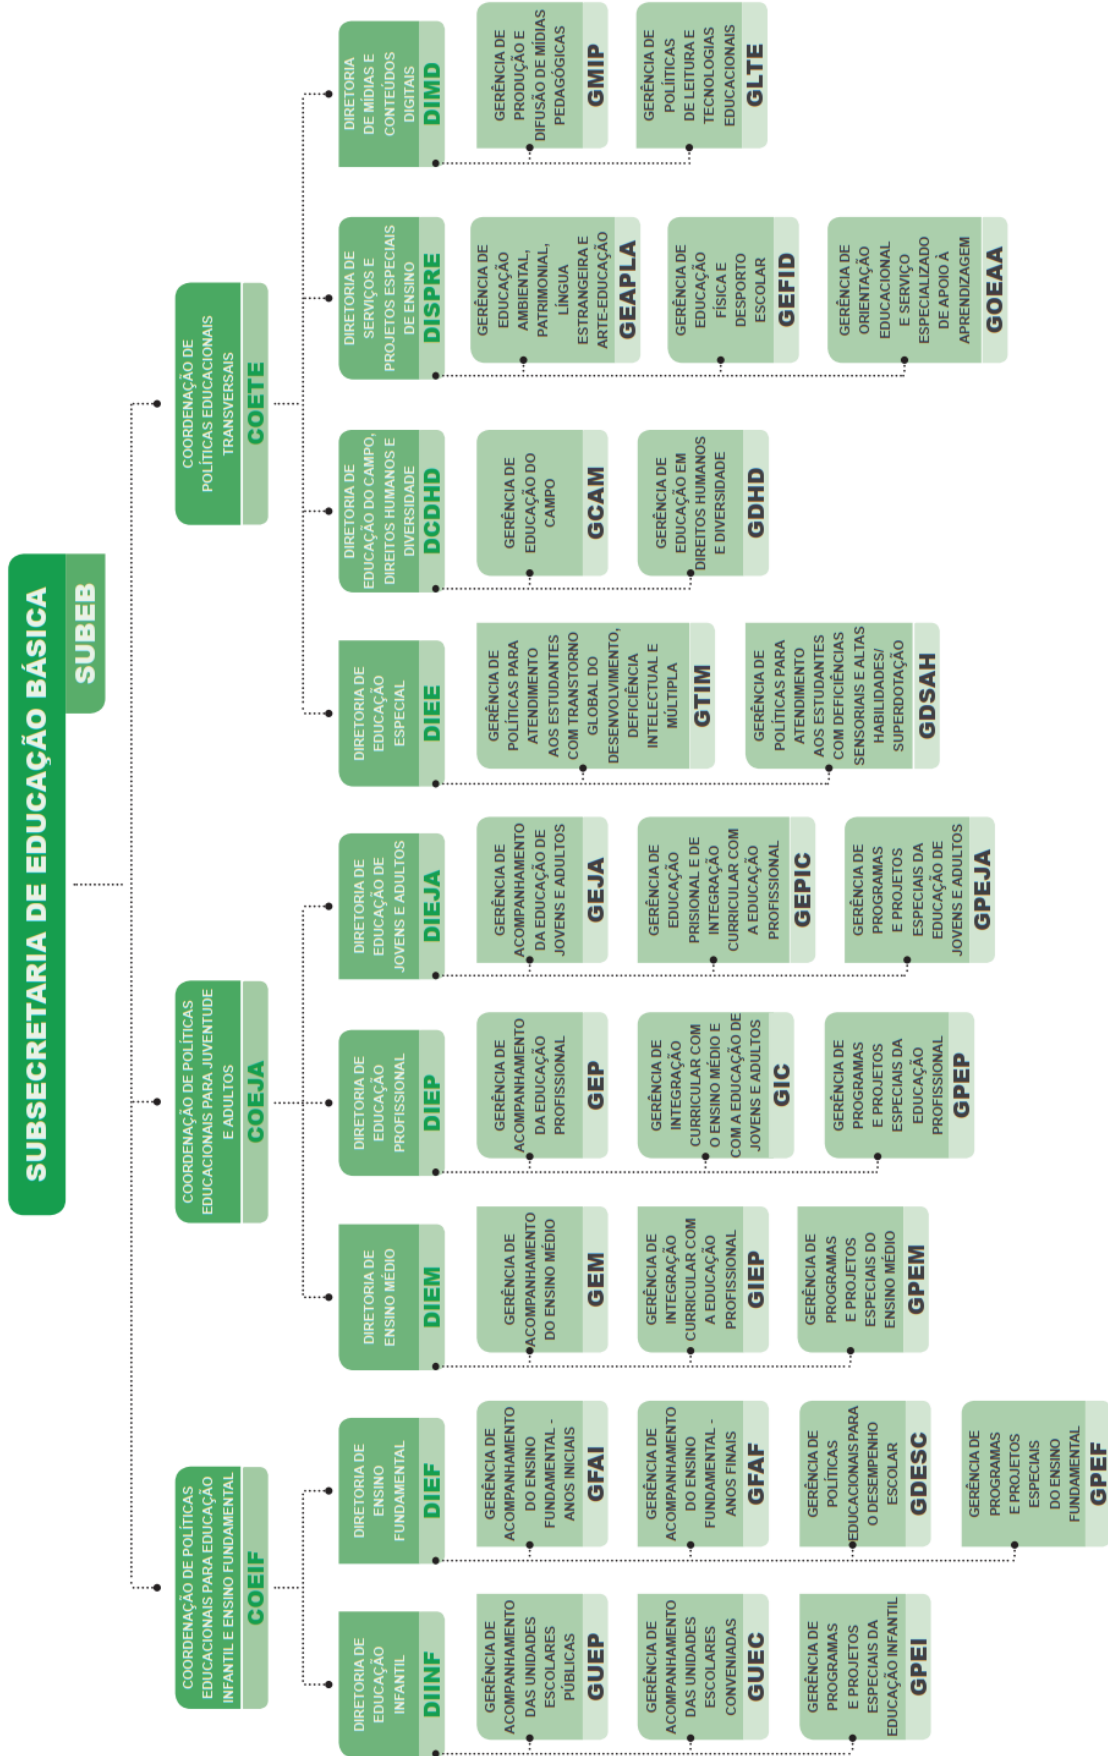 SUBSECRETARIA DE EDUCAÇÃO BÁSICA
SUBEB
COORDENAÇÃO DE POLÍTICAS
EDUCACIONAIS PARA EDUCAÇÃO
INFANTIL E ENSINO FUNDAMENTAL
COEIF
DIRETORIA DE
EDUCAÇÃO
INFANTIL
DIINF
GERÊNCIA DE
ACOMPANHAMENTO
DAS UNIDADES
ESCOLARES
PÚBLICAS
GUEP
GERÊNCIA DE
ACOMPANHAMENTO
DAS UNIDADES
ESCOLARES
CONVENIADAS
GUEC
GERÊNCIA DE
PROGRAMAS
E PROJETOS
ESPECIAIS DA
EDUCAÇÃO INFANTIL
GPEI
DIRETORIA DE
ENSINO
FUNDAMENTAL
DIEF
GERÊNCIA DE
ACOMPANHAMENTO
DO ENSINO
FUNDAMENTAL -
ANOS INICIAIS
GFAI
GERÊNCIA DE
ACOMPANHAMENTO
DO ENSINO
FUNDAMENTAL -
ANOS FINAIS
GFAF
GERÊNCIA DE
POLÍTICAS
EDUCACIONAIS PARA
O DESEMPENHO
ESCOLAR
GDESC
GERÊNCIA DE
PROGRAMAS
E PROJETOS
ESPECIAIS
DO ENSINO
FUNDAMENTAL
GPEF
COORDENAÇÃO DE POLÍTICAS
EDUCACIONAIS PARA JUVENTUDE
E ADULTOS
COEJA
DIRETORIA DE
ENSINO MÉDIO
DIEM
GERÊNCIA DE
ACOMPANHAMENTO
DO ENSINO MÉDIO
GEM
GERÊNCIA DE
INTEGRAÇÃO
CURRICULAR COM
A EDUCAÇÃO
PROFISSIONAL
GIEP
GERÊNCIA DE
PROGRAMAS
E PROJETOS
ESPECIAIS DO
ENSINO MÉDIO
GPEM
DIRETORIA DE
EDUCAÇÃO
PROFISSIONAL
DIEP
GERÊNCIA DE
ACOMPANHAMENTO
DA EDUCAÇÃO
PROFISSIONAL
GEP
GERÊNCIA DE
INTEGRAÇÃO
CURRICULAR COM
O ENSINO MÉDIO E
COM A EDUCAÇÃO DE
JOVENS E ADULTOS
GIC
GERÊNCIA DE
PROGRAMAS
E PROJETOS
ESPECIAIS DA
EDUCAÇÃO
PROFISSIONAL
GPEP
DIRETORIA DE
EDUCAÇÃO DE
JOVENS E ADULTOS
DIEJA
GERÊNCIA DE
ACOMPANHAMENTO
DA EDUCAÇÃO DE
JOVENS E ADULTOS
GEJA
GERÊNCIA DE
EDUCAÇÃO
PRISIONAL E DE
INTEGRAÇÃO
CURRICULAR COM
A EDUCAÇÃO
PROFISSIONAL
GEPIC
GERÊNCIA DE
PROGRAMAS
E PROJETOS
ESPECIAIS DA
EDUCAÇÃO DE
JOVENS E ADULTOS
GPEJA
COORDENAÇÃO DE
POLÍTICAS EDUCACIONAIS
TRANSVERSAIS
COETE
DIRETORIA DE
EDUCAÇÃO
ESPECIAL
DIEE
GERÊNCIA DE
POLÍTICAS PARA
ATENDIMENTO
AOS ESTUDANTES
COM TRANSTORNO
GLOBAL DO
DESENVOLVIMENTO,
DEFICIÊNCIA
INTELECTUAL E
MÚLTIPLA
GTIM
GERÊNCIA DE
POLÍTICAS PARA
ATENDIMENTO
AOS ESTUDANTES
COM DEFICIÊNCIAS
SENSORIAIS E ALTAS
HABILIDADES/
SUPERDOTAÇÃO
GDSAH
DIRETORIA DE
EDUCAÇÃO DO CAMPO,
DIREITOS HUMANOS E
DIVERSIDADE
DCDHD
GERÊNCIA DE
EDUCAÇÃO DO
CAMPO
GCAM
GERÊNCIA DE
EDUCAÇÃO EM
DIREITOS HUMANOS
E DIVERSIDADE
GDHD
DIRETORIA DE
SERVIÇOS E
PROJETOS ESPECIAIS
DE ENSINO
DISPRE
GERÊNCIA DE
EDUCAÇÃO
AMBIENTAL,
PATRIMONIAL,
LÍNGUA
ESTRANGEIRA E
ARTE-EDUCAÇÃO
GEAPLA
GERÊNCIA DE
EDUCAÇÃO
FÍSICA E
DESPORTO
ESCOLAR
GEFID
GERÊNCIA DE
ORIENTAÇÃO
EDUCACIONAL
E SERVIÇO
ESPECIALIZADO
DE APOIO À
APRENDIZAGEM
GOEAA
DIRETORIA
DE MÍDIAS E
CONTEÚDOS
DIGITAIS
DIMD
GERÊNCIA DE
PRODUÇÃO E
DIFUSÃO DE MÍDIAS
PEDAGÓGICAS
GMIP
GERÊNCIA DE
POLÍTICAS
DE LEITURA E
TECNOLOGIAS
EDUCACIONAIS
GLTE